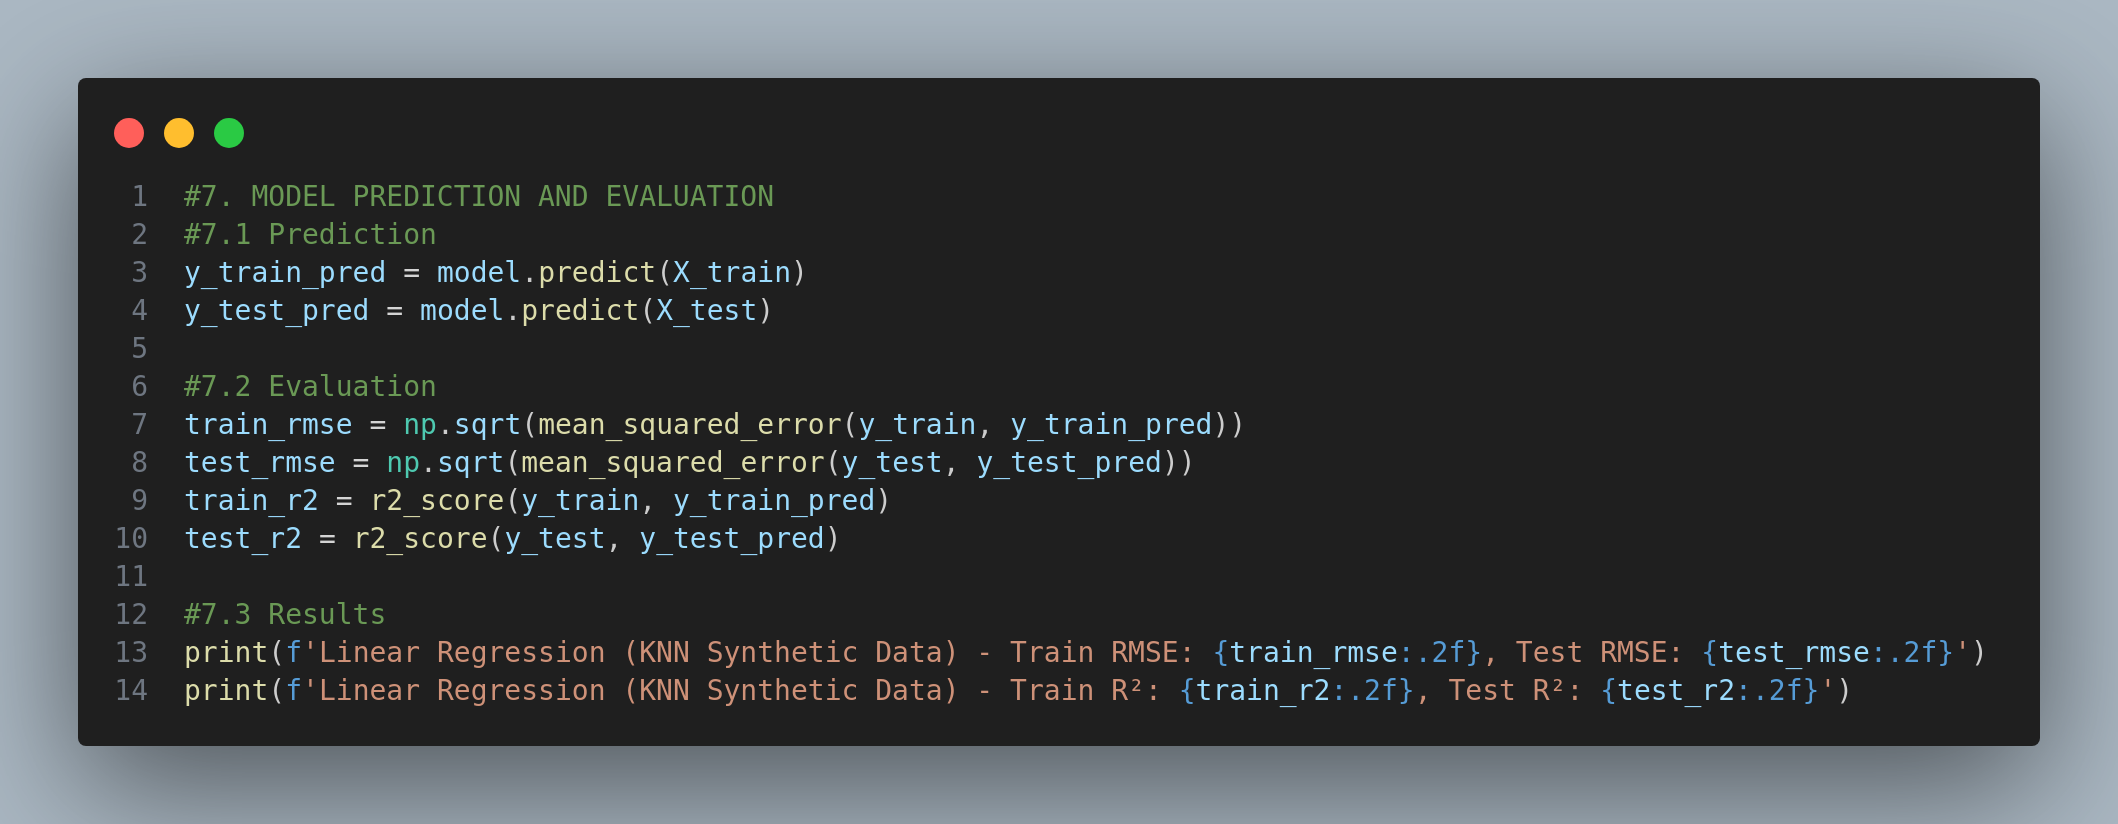 1 #7. MODEL PREDICTION AND EVALUATION
2 #7.1 Prediction
3 y_train_pred = model.predict(X_train)
4 y_test_pred = model.predict(X_test)
5
6 #7.2 Evaluation
7 train_rmse = np.sqrt(mean_squared_error(y_train, y_train_pred))
8 test_rmse = np.sqrt(mean_squared_error(y_test, y_test_pred))
9 train_r2 = r2_score(y_train, y_train_pred)
10 test_r2 = r2_score(y_test, y_test_pred)
11
12 #7.3 Results
13 print(f'Linear Regression (KNN Synthetic Data) - Train RMSE: {train_rmse:.2f}, Test RMSE: {test_rmse:.2f}')
14 print(f'Linear Regression (KNN Synthetic Data) - Train R²: {train_r2:.2f}, Test R²: {test_r2:.2f}')